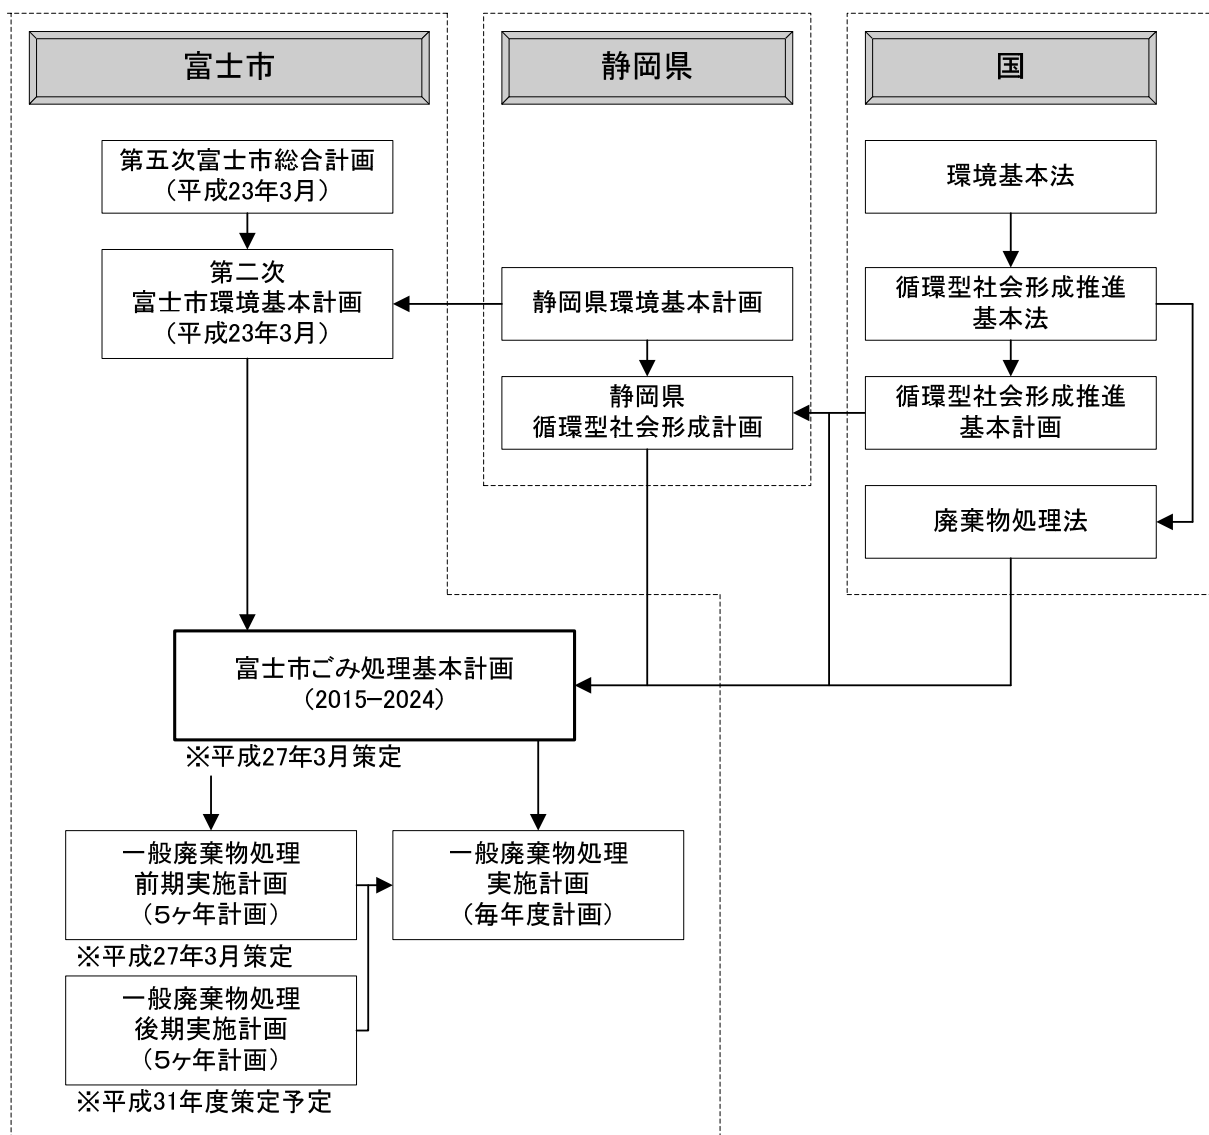 富士市
静岡県
国
第五次富士市総合計画
（平成23年3月）
環境基本法
第二次
富士市環境基本計画
（平成23年3月）
静岡県環境基本計画
循環型社会形成推進
基本法
静岡県
循環型社会形成計画
循環型社会形成推進
基本計画
廃棄物処理法
富士市ごみ処理基本計画
（2015－2024）
※平成27年3月策定
一般廃棄物処理
前期実施計画
（5ヶ年計画）
※平成27年3月策定
一般廃棄物処理
実施計画
（毎年度計画）
一般廃棄物処理
後期実施計画
（5ヶ年計画）
※平成31年度策定予定